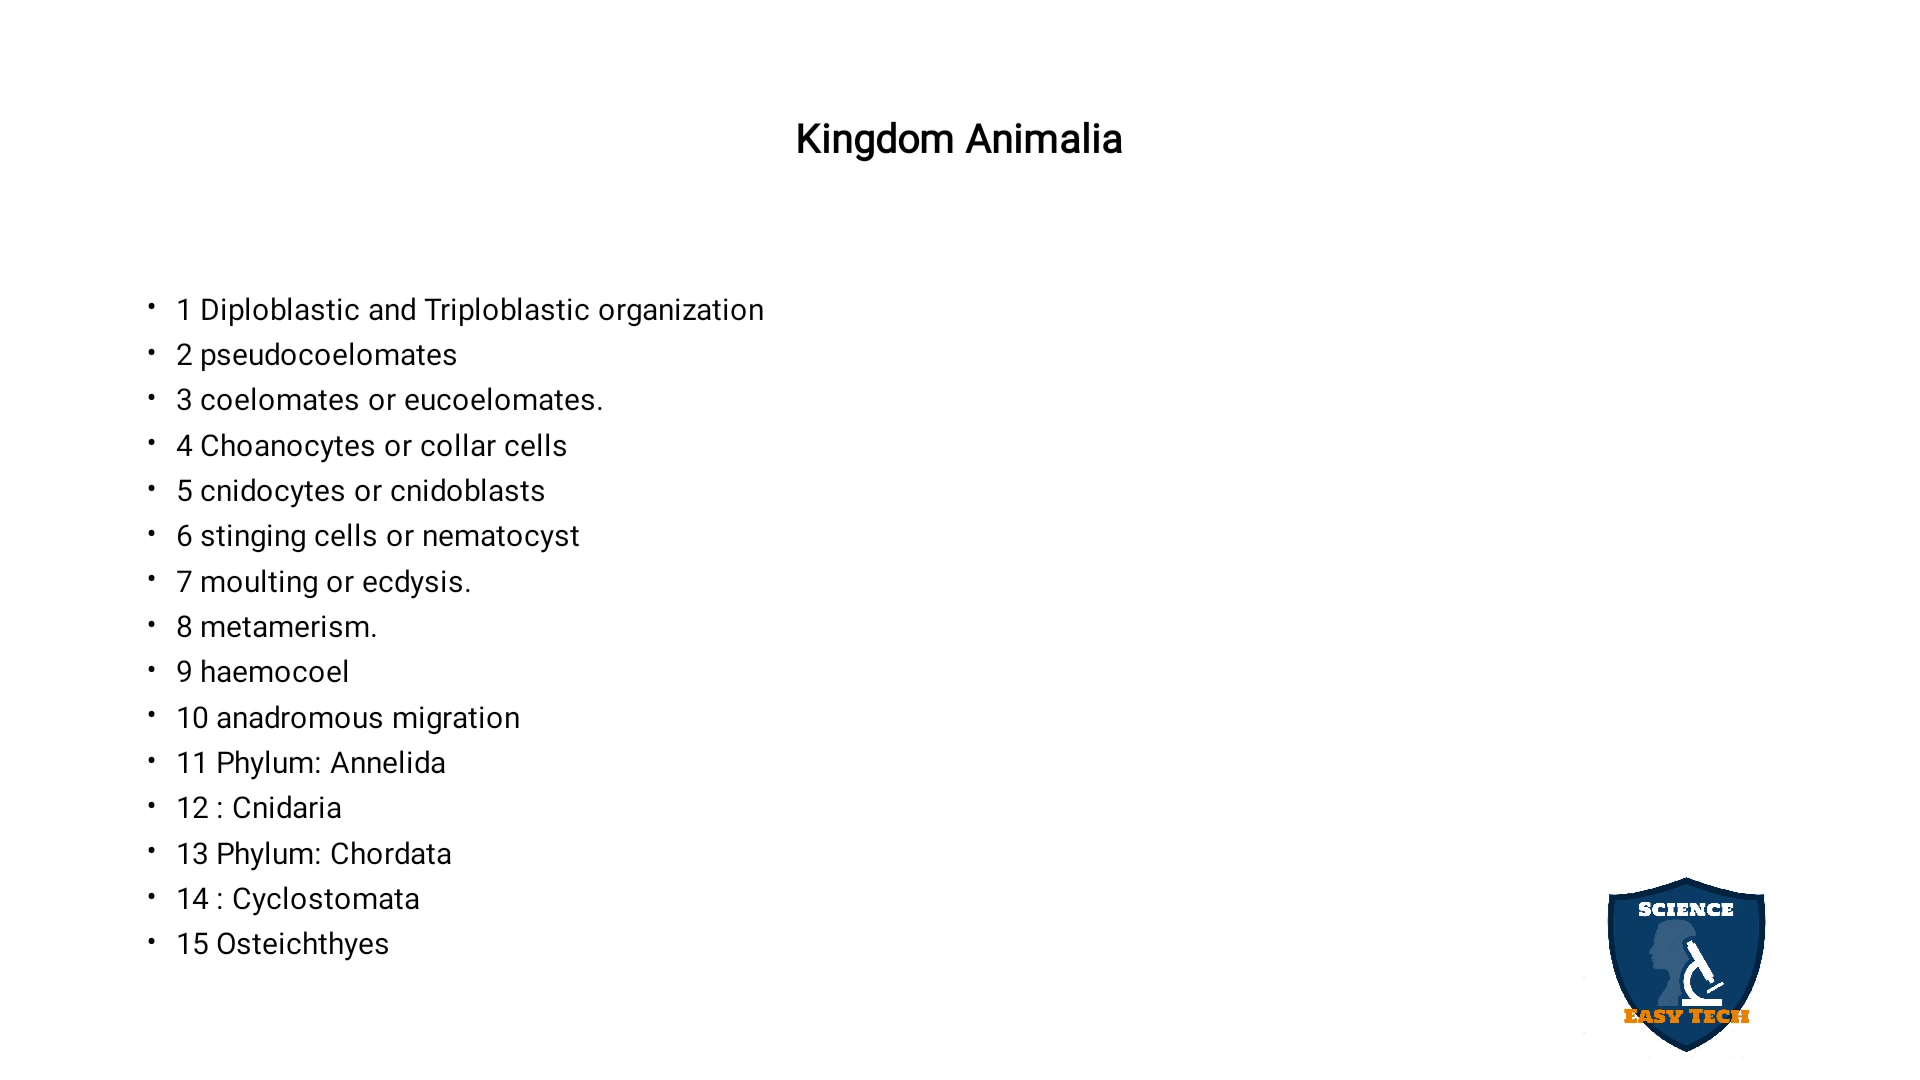 Kingdom Animalia
• 1 Diploblastic and Triploblastic organization
• 2 pseudocoelomates
• 3 coelomates or eucoelomates.
• 4 Choanocytes or collar cells
• 5 cnidocytes or cnidoblasts
• 6 stinging cells or nematocyst
• 7 moulting or ecdysis.
• 8 metamerism.
• 9 haemocoel
• 10 anadromous migration
• 11 Phylum: Annelida
• 12 : Cnidaria
• 13 Phylum: Chordata
• 14 : Cyclostomata
• 15 Osteichthyes
SCIENCE
EASY TECH